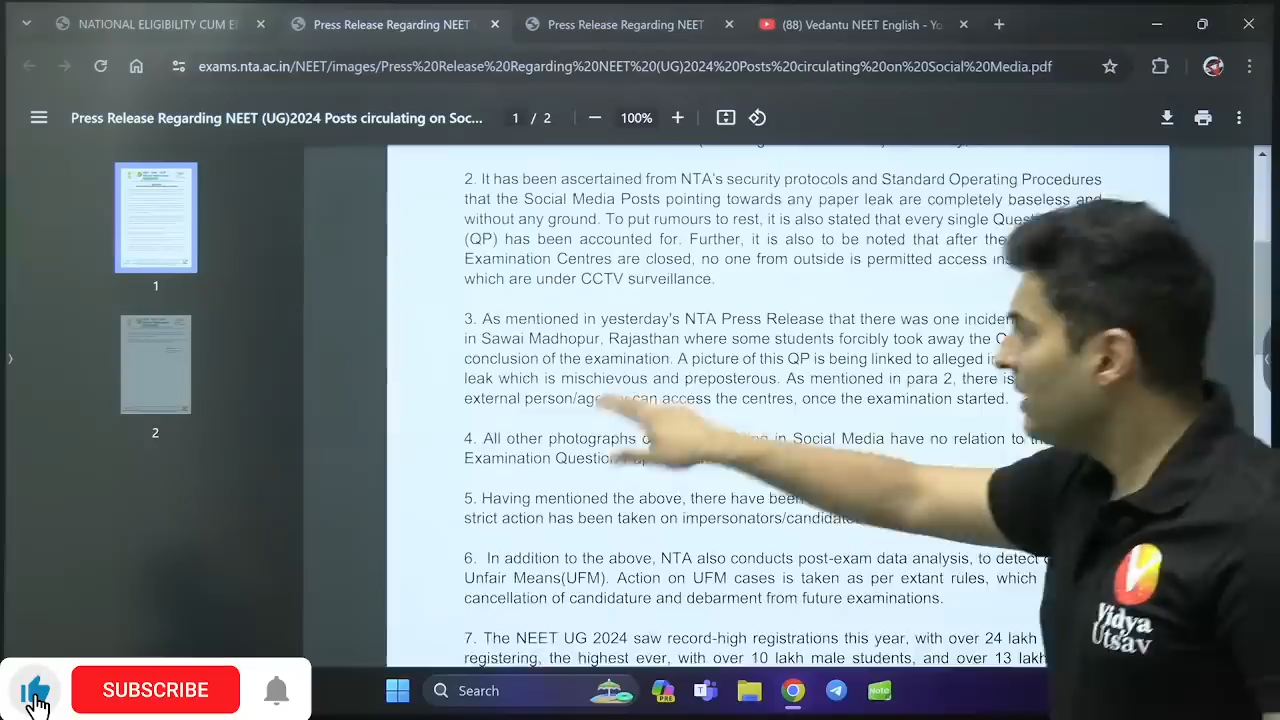 NATIONAL ELIGIBILITY CUM E
Press Release Regarding NEET
Press Release Regarding NEET
(88) Vedantu NEET English - Yo
exams.nta.ac.in/NEET/images/Press%20Release%20Regarding%20NEET%20(UG)2024%20Posts%20circulating%20on%20Social%20Media.pdf
Press Release Regarding NEET (UG)2024 Posts circulating on Soc...
1 / 2
100%
1
2
2. It has been ascertained from NTA's security protocols and Standard Operating Procedures
that the Social Media Posts pointing towards any paper leak are completely baseless and
without any ground. To put rumours to rest, it is also stated that every single
(QP) has been accounted for. Further, it is also to be noted that after the
Examination Centres are closed, no one from outside is permitted access
which are under CCTV surveillance.
3. As mentioned in yesterday's NTA Press Release that there was one
in Sawai Madhopur, Rajasthan where some students forcibly took away the
conclusion of the examination. A picture of this QP is being linked to alleged
leak which is mischievous and preposterous. As mentioned in para 2, there is
external person/agency can access the centres, once the examination started.
4. All other photographs in Social Media have no relation to
Examination
5. Having mentioned the above, there have been
strict action has been taken on
6. In addition to the above, NTA also conducts post-exam data analysis, to detect
Unfair Means(UFM). Action on UFM cases is taken as per extant rules, which
cancellation of candidature and debarment from future examinations.
7. The NEET UG 2024 saw record-high registrations this year, with over 24 lakh
registering, the highest ever, with over 10 lakh male students, and over 13 lakh
Vidya
Utsav
SUBSCRIBE
Search
PRE
Note